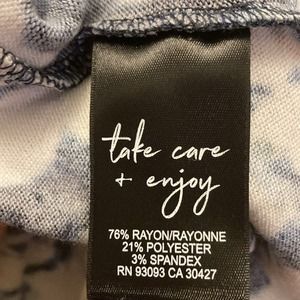 take care
+ enjoy
76% RAYON/RAYONNE
21% POLYESTER
3% SPANDEX
RN 93093 CA 30427